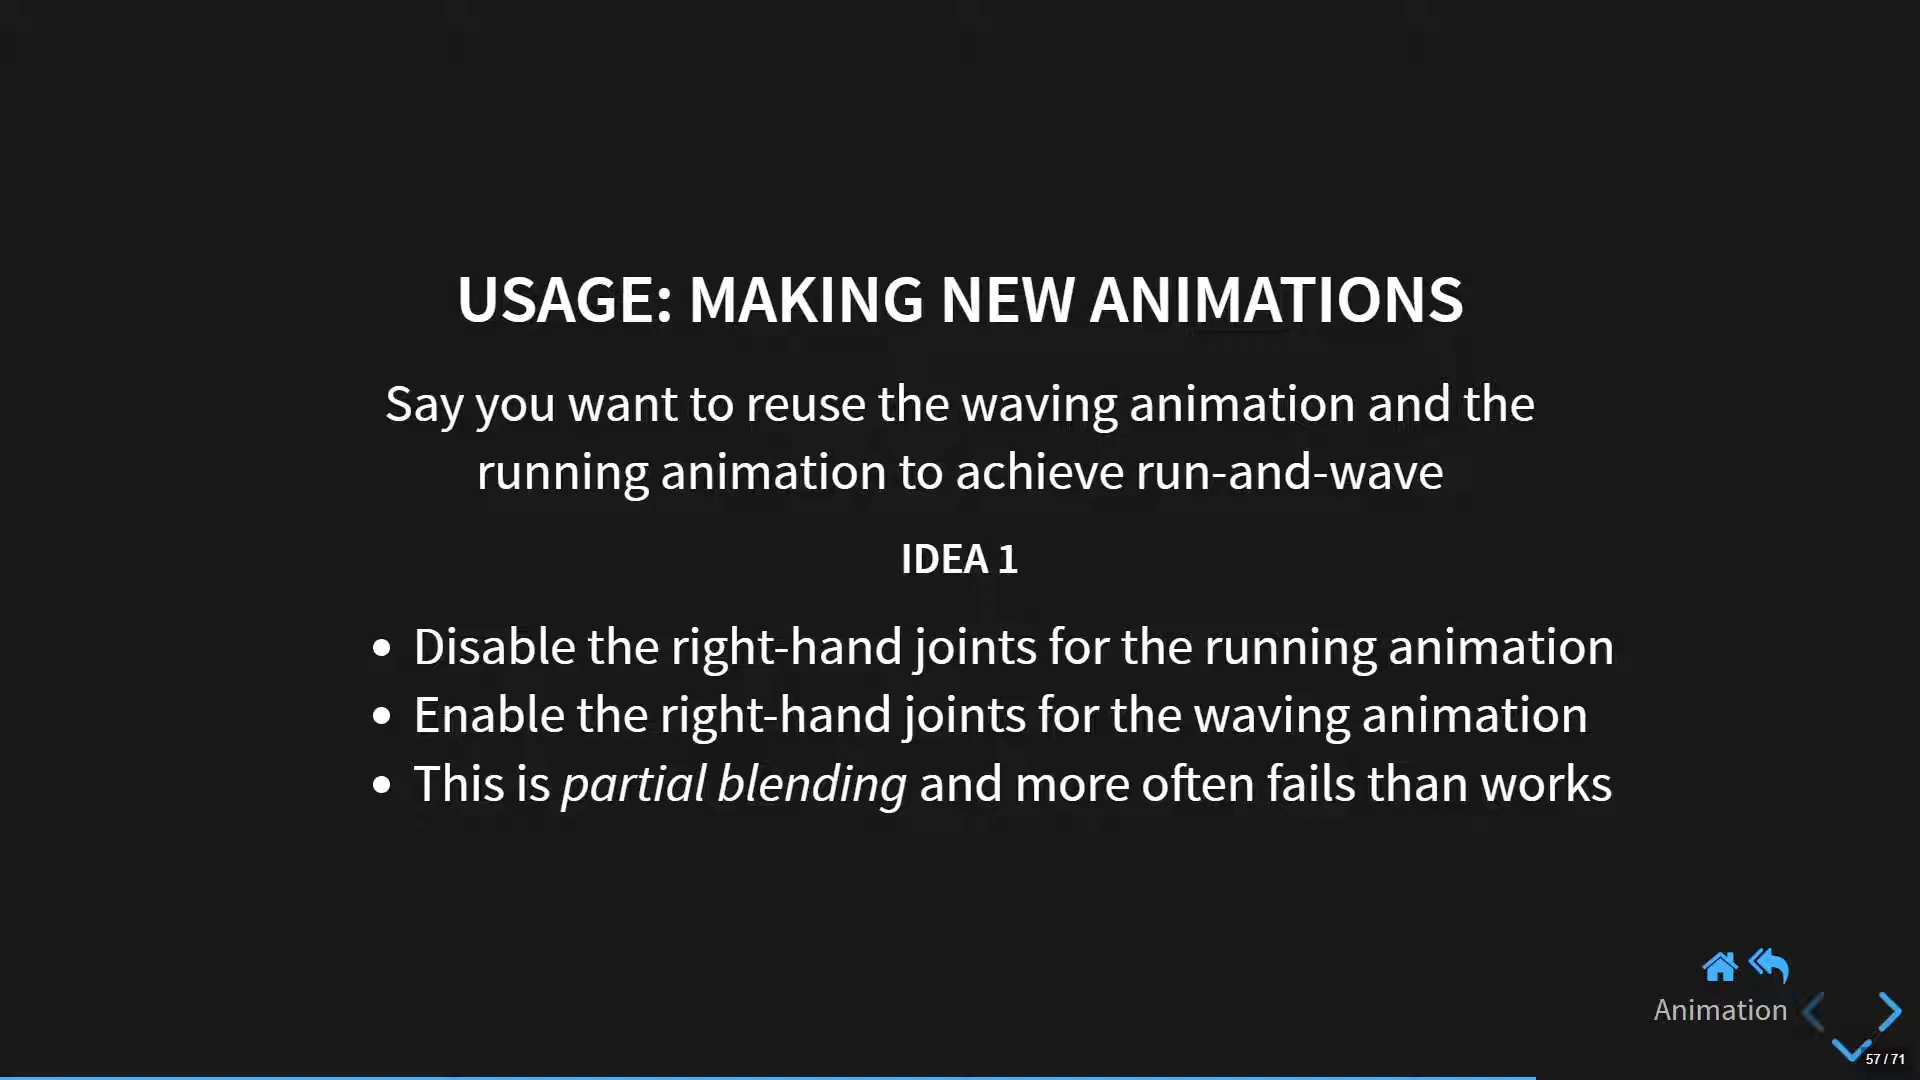 USAGE: MAKING NEW ANIMATIONS
Say you want to reuse the waving animation and the
running animation to achieve run-and-wave
IDEA 1
• Disable the right-hand joints for the running animation
• Enable the right-hand joints for the waving animation
• This is partial blending and more often fails than works
Animation
57 / 71